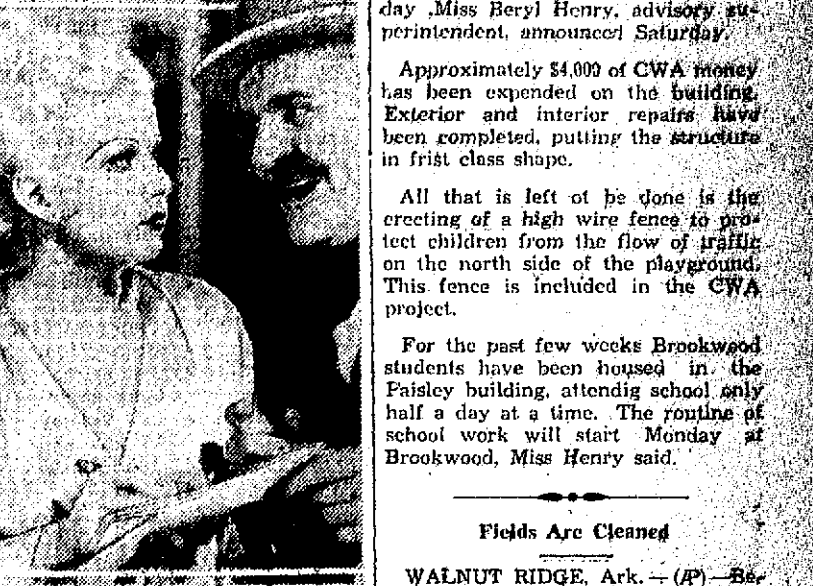 day ,Miss Beryl Henry, advisory su-
perintendent, announced Saturday.
Approximately $4,000 of CWA money
has been expended on the building.
Exterior and interior repairs have
been completed, putting the structure
in frist class shape.
All that is left ot be done is the
erecting of a high wire fence to pro-
tect children from the flow of traffic
on the north side of the playground.
This fence is included in the CWA
project.
For the past few weeks Brookwood
students have been housed in the
Paisley building, attendig school only
half a day at a time. The routine of
school work will start Monday at
Brookwood, Miss Henry said.
Fields Are Cleaned
WALNUT RIDGE, Ark.—(AP)—Be-